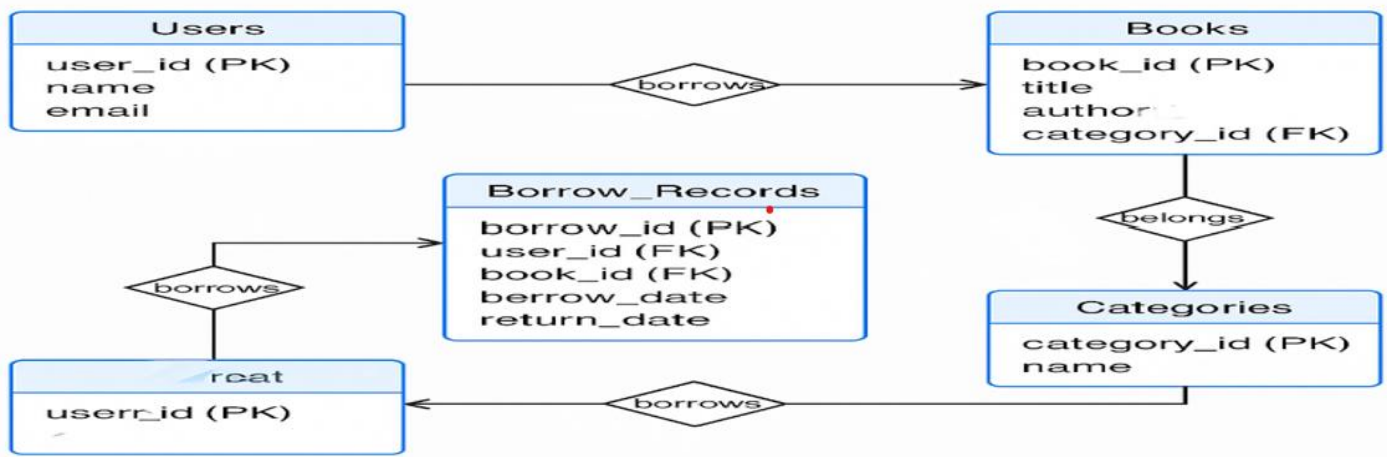 Users
user_id (PK)
name
email
borrows
Books
book_id (PK)
title
author
category_id (FK)
belongs
Borrow_Records
borrow_id (PK)
user_id (FK)
book_id (FK)
berrow_date
return_date
borrows
Categories
category_id (PK)
name
borrows
userr_id (PK)